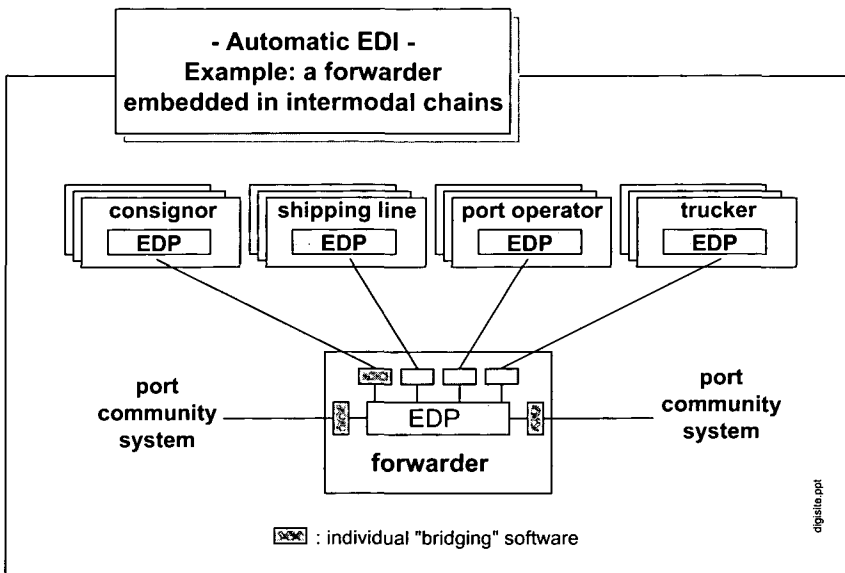 - Automatic EDI -
Example: a forwarder
embedded in intermodal chains
consignor
EDP
shipping line
EDP
port operator
EDP
trucker
EDP
port
community
system
EDP
forwarder
port
community
system
: individual "bridging" software
digisite.ppt